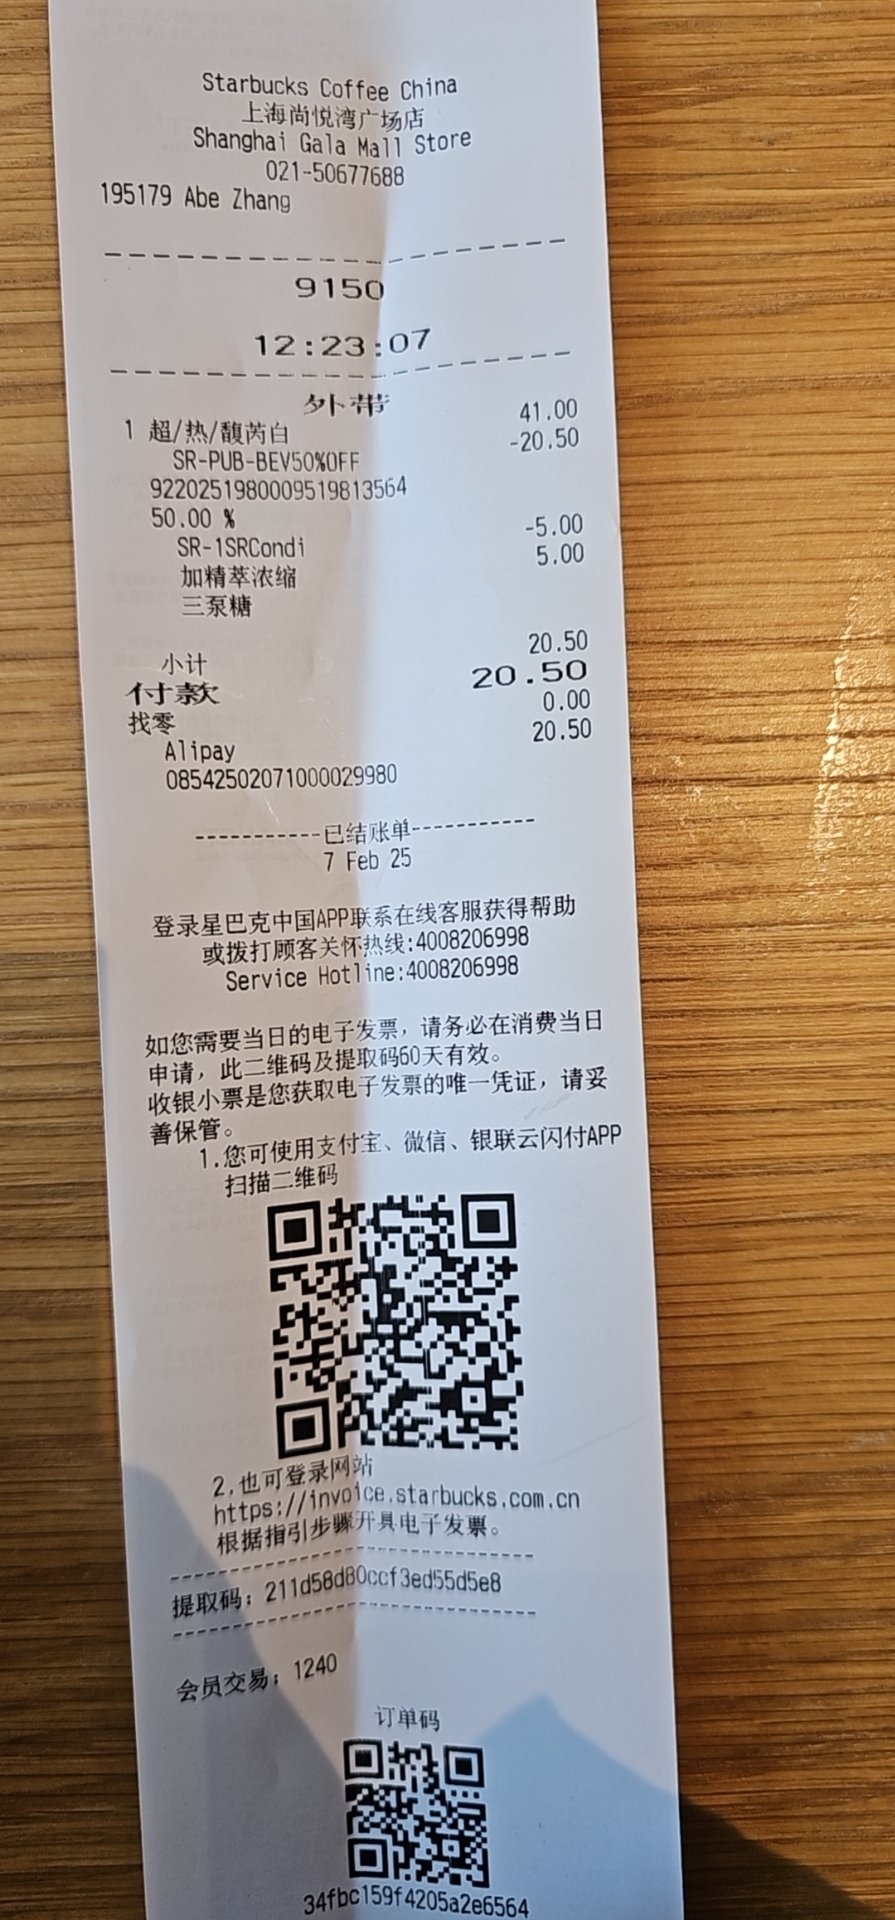 Starbucks Coffee China
上海尚悦湾广场店
Shanghai Gala Mall Store
021-50677688
195179 Abe Zhang
9150
12:23:07
外带
1 超/热/馥芮白 41.00
SR-PUB-BEV50%OFF -20.50
9220251980009519813564
50.00 %
SR-1SRCondi -5.00
加精萃浓缩 5.00
三泵糖
小计 20.50
付款 20.50
找零 0.00
Alipay 20.50
08542502071000029980
-----------已结账单-----------
7 Feb 25
登录星巴克中国APP联系在线客服获得帮助
或拨打顾客关怀热线:4008206998
Service Hotline:4008206998
如您需要当日的电子发票，请务必在消费当日
申请，此二维码及提取码60天有效。
收银小票是您获取电子发票的唯一凭证，请妥
善保管。
1.您可使用支付宝、微信、银联云闪付APP
扫描二维码
2.也可登录网站
https://invoice.starbucks.com.cn
根据指引步骤开具电子发票。
提取码：211d58d80ccf3ed55d5e8
会员交易：1240
订单码
34fbc159f4205a2e6564